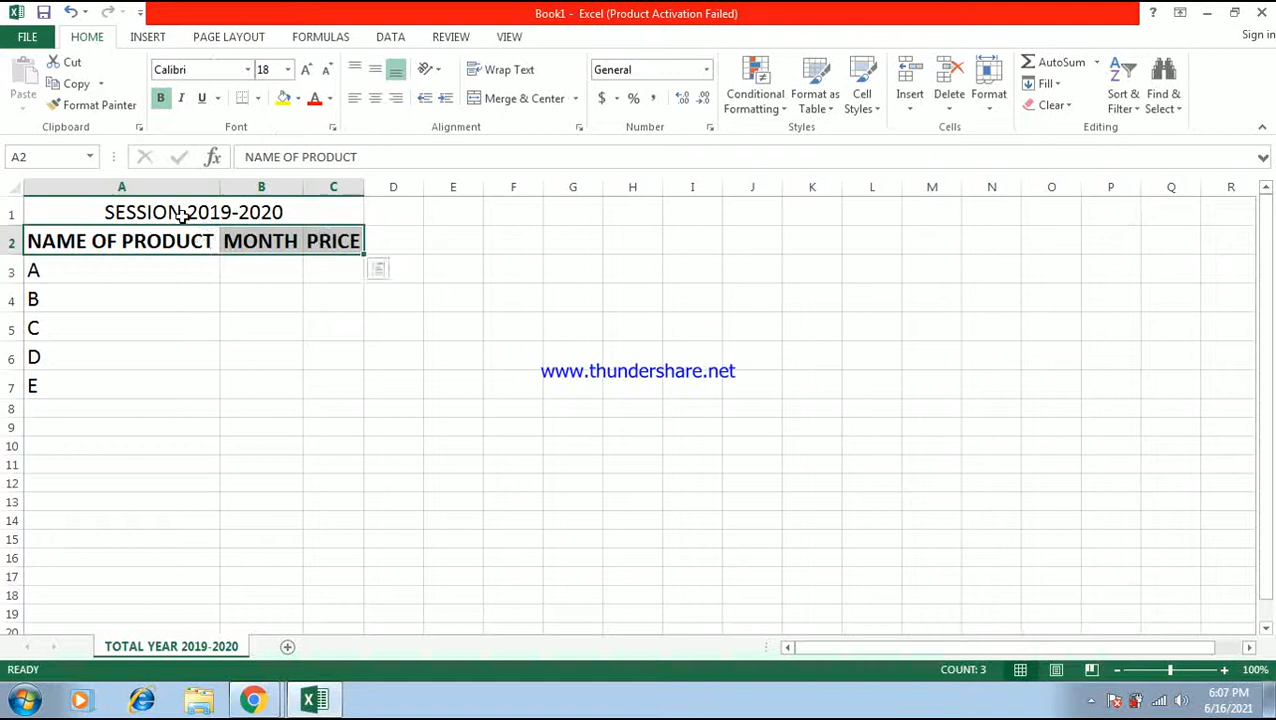 Book1 - Excel (Product Activation Failed)
Sign in
FILE HOME INSERT PAGE LAYOUT FORMULAS DATA REVIEW VIEW
Paste
Cut
Copy
Format Painter
Clipboard
Calibri 18
B I U
Font
Wrap Text
Merge & Center
Alignment
General
$ % ,
Number
Conditional Formatting
Format as Table
Cell Styles
Styles
Insert
Delete
Format
Cells
AutoSum
Fill
Clear
Sort & Filter
Find & Select
Editing
A2 fx NAME OF PRODUCT
A B C D E F G H I J K L M N O P Q R
1 SESSION 2019-2020
2 NAME OF PRODUCT MONTH PRICE
3 A
4 B
5 C
6 D
7 E
8
9
10
11
12
13
14
15
16
17
18
19
20
www.thundershare.net
TOTAL YEAR 2019-2020
READY COUNT: 3 100%
6:07 PM
6/16/2021